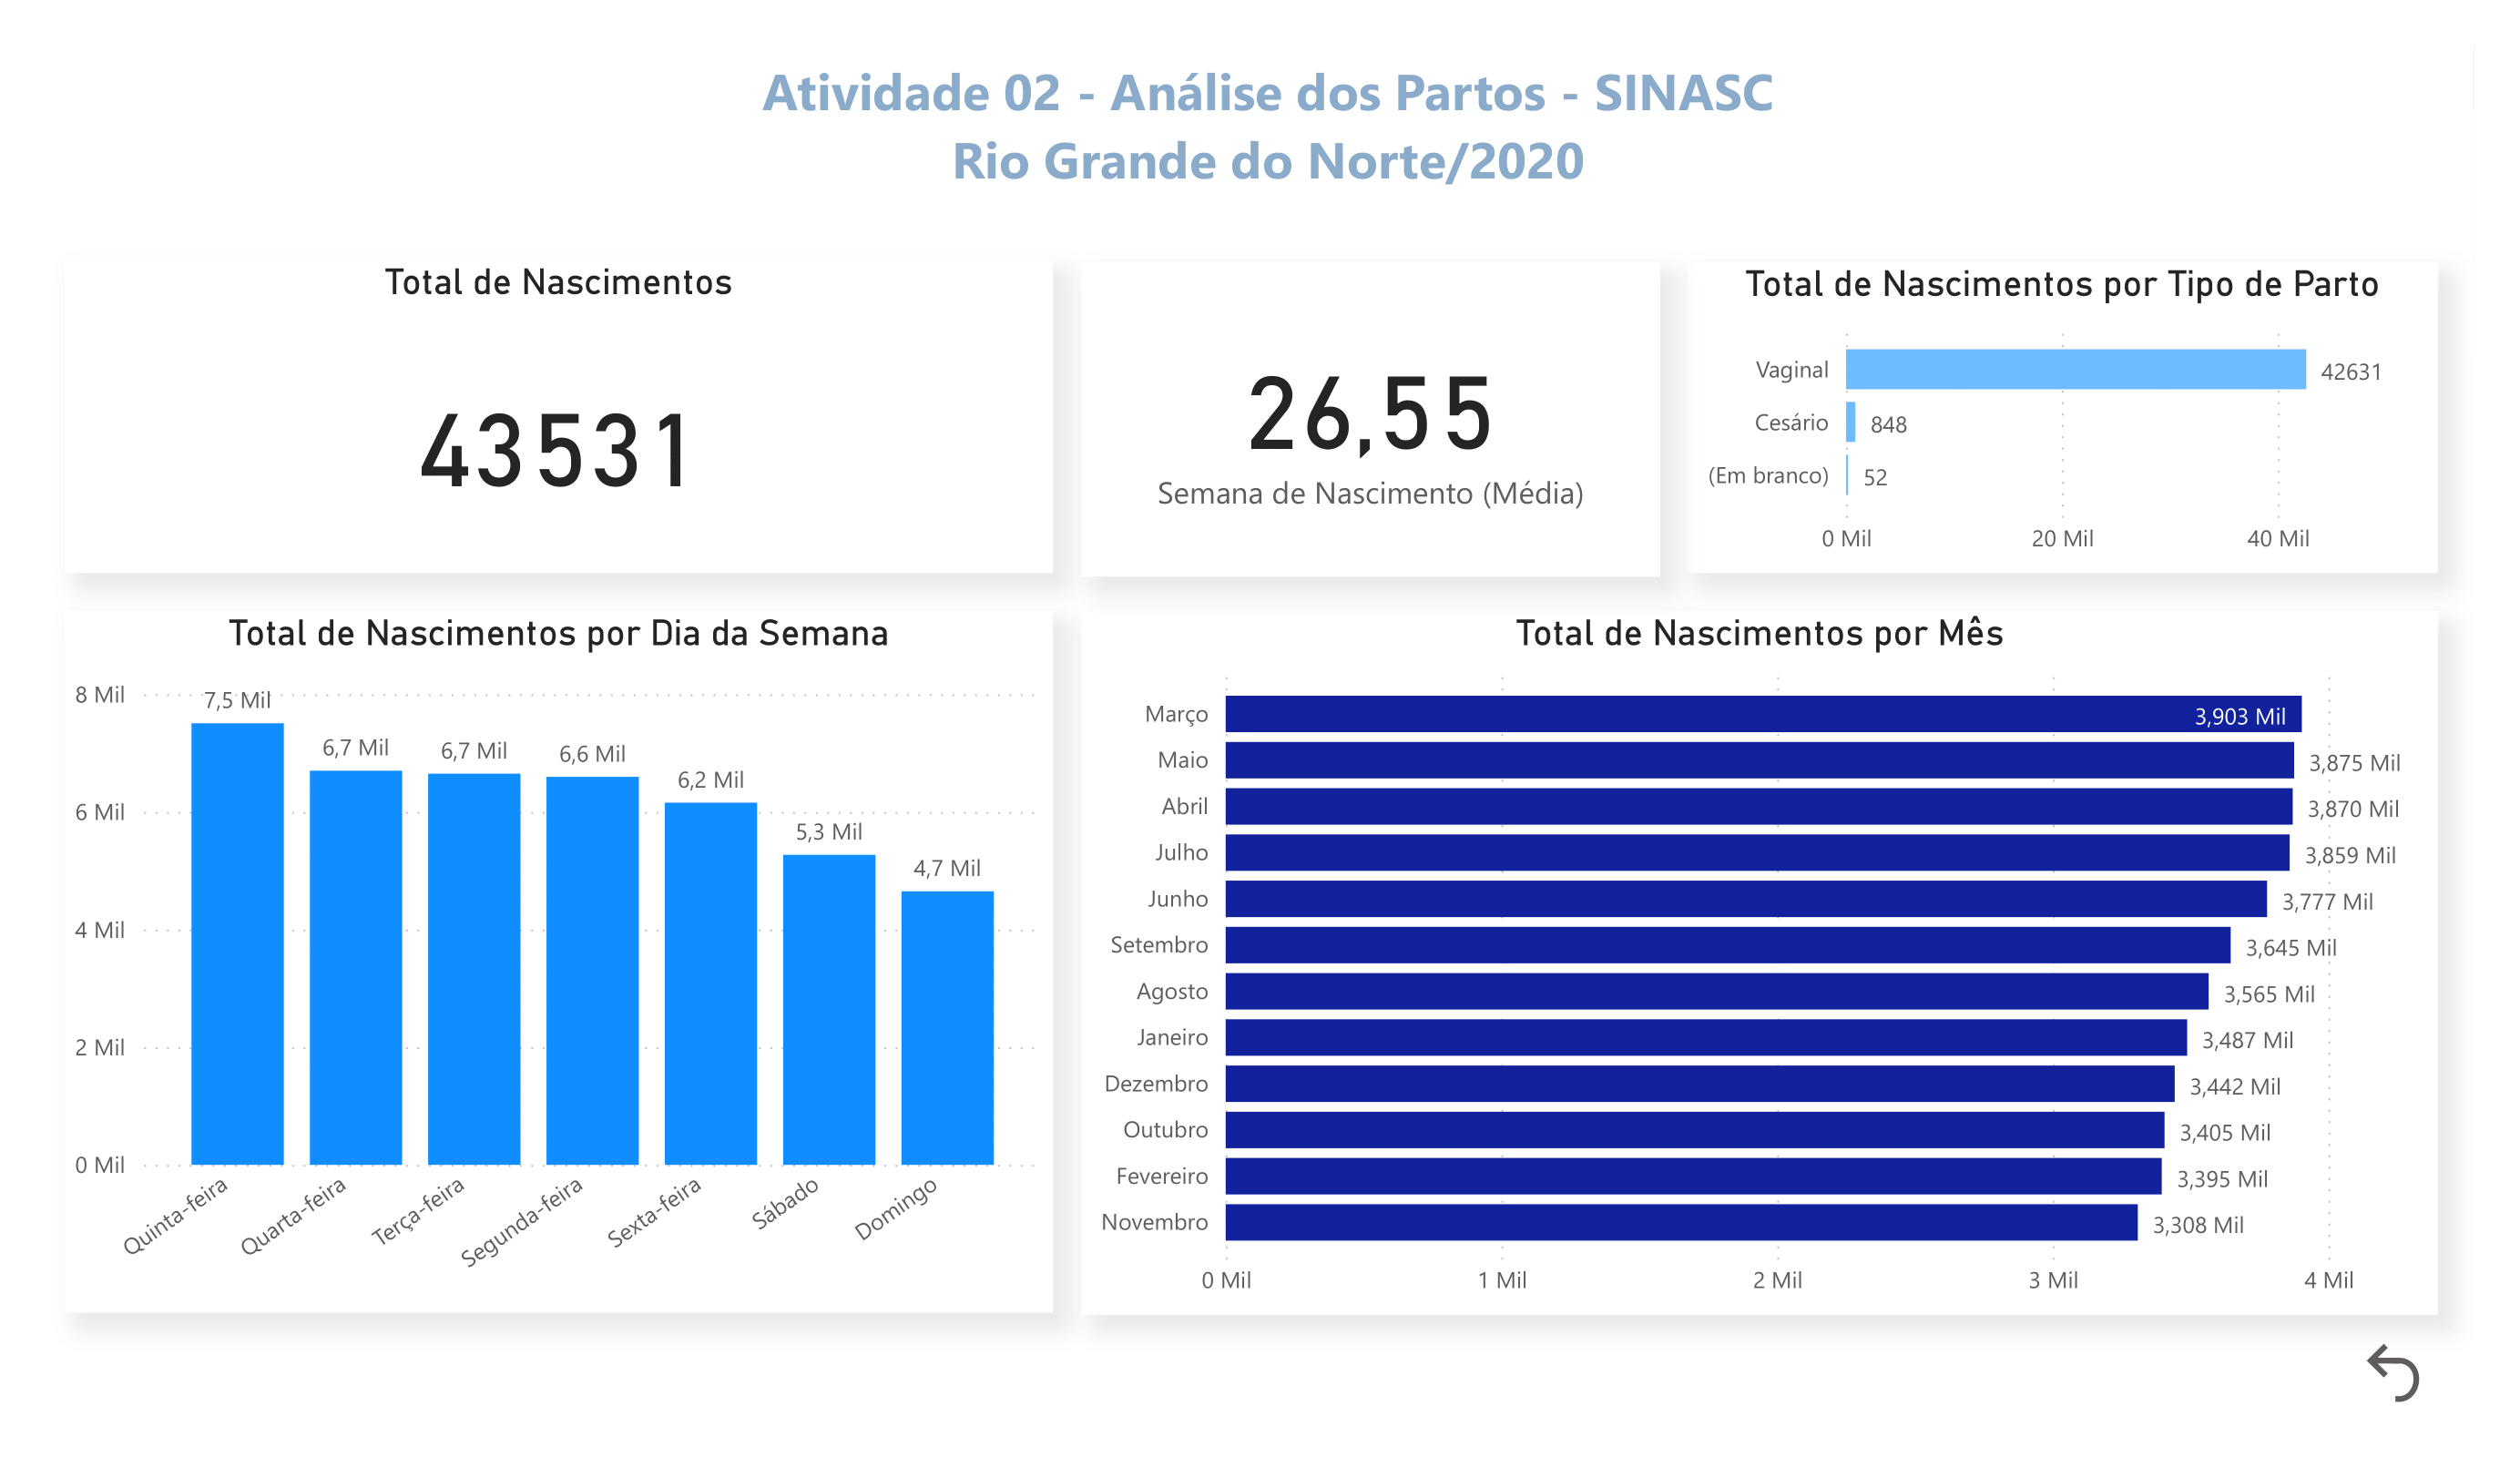 Atividade 02 - Análise dos Partos - SINASC
Rio Grande do Norte/2020
Total de Nascimentos
43531
26,55
Semana de Nascimento (Média)
Total de Nascimentos por Tipo de Parto
Vaginal 42631
Cesário 848
(Em branco) 52
0 Mil 20 Mil 40 Mil
Total de Nascimentos por Dia da Semana
8 Mil
6 Mil
4 Mil
2 Mil
0 Mil
7,5 Mil
6,7 Mil
6,7 Mil
6,6 Mil
6,2 Mil
5,3 Mil
4,7 Mil
Quinta-feira
Quarta-feira
Terça-feira
Segunda-feira
Sexta-feira
Sábado
Domingo
Total de Nascimentos por Mês
Março 3,903 Mil
Maio 3,875 Mil
Abril 3,870 Mil
Julho 3,859 Mil
Junho 3,777 Mil
Setembro 3,645 Mil
Agosto 3,565 Mil
Janeiro 3,487 Mil
Dezembro 3,442 Mil
Outubro 3,405 Mil
Fevereiro 3,395 Mil
Novembro 3,308 Mil
0 Mil 1 Mil 2 Mil 3 Mil 4 Mil